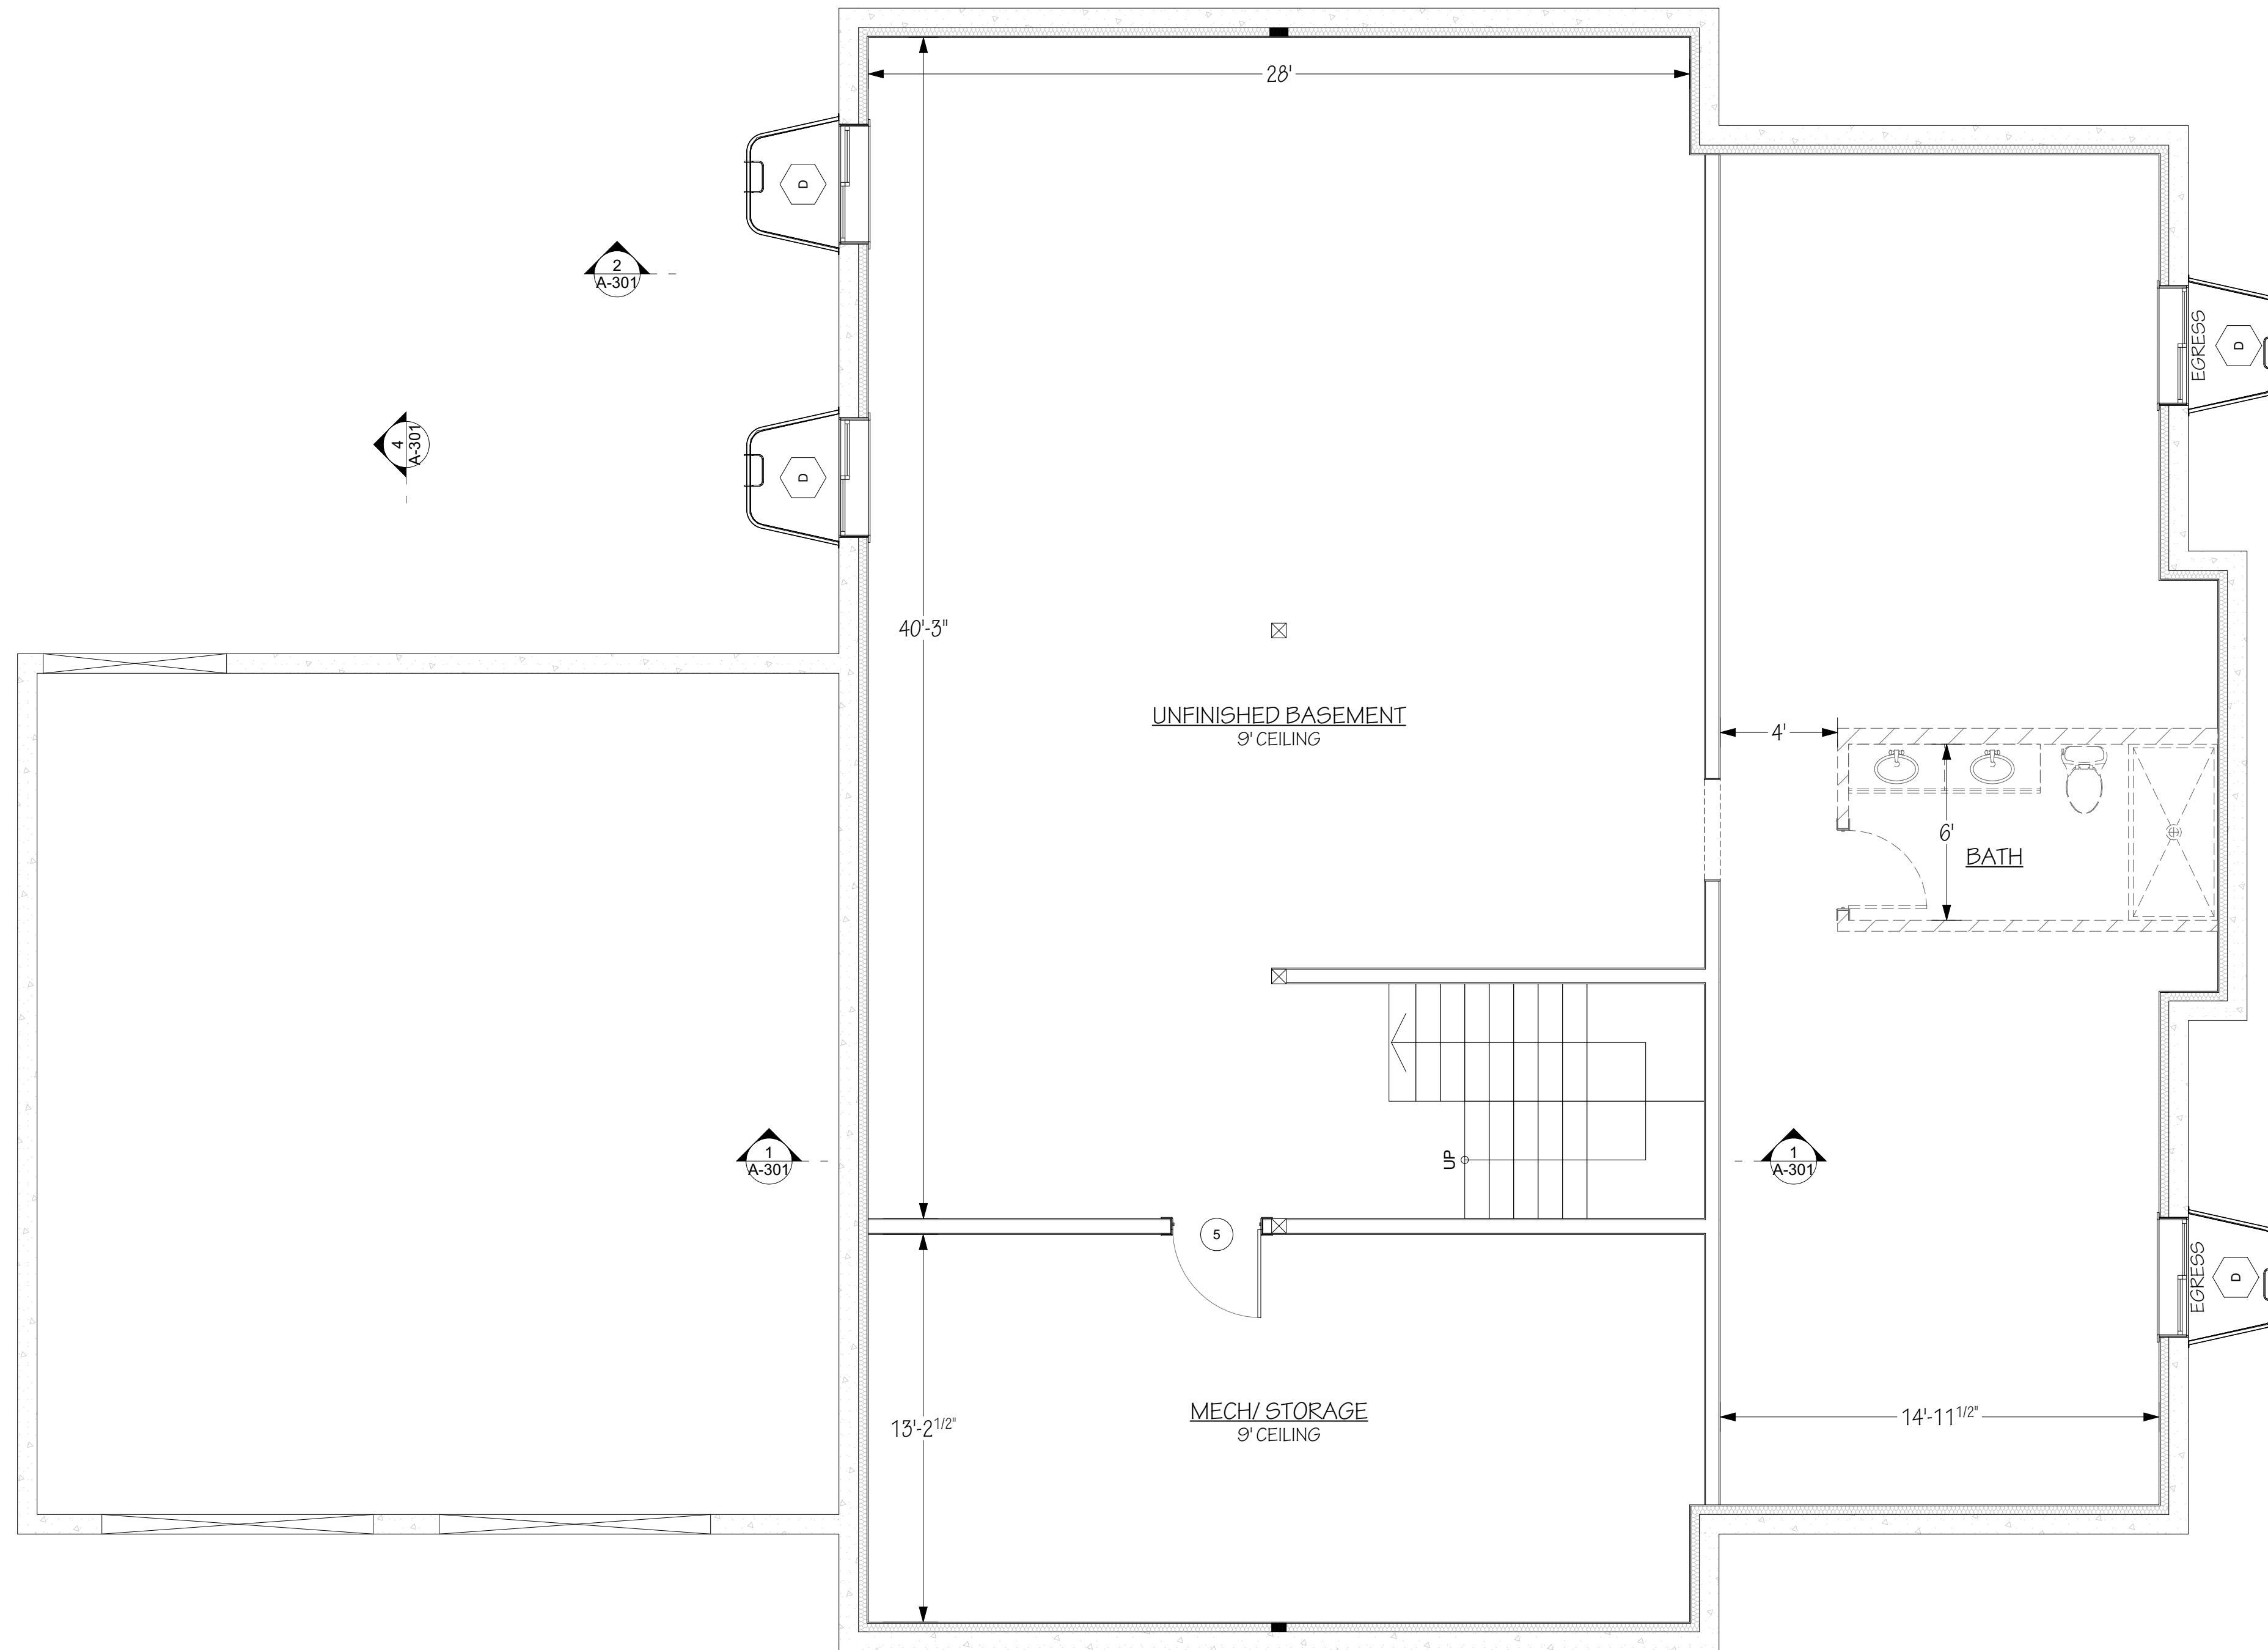 28'
D
2
A-301
EGRESS
D
4
A-301
D
40'-3"
UNFINISHED BASEMENT
9' CEILING
4'
6'
BATH
UP
1
A-301
1
A-301
5
EGRESS
D
MECH/ STORAGE
9' CEILING
13'-2 1/2"
14'-11 1/2"